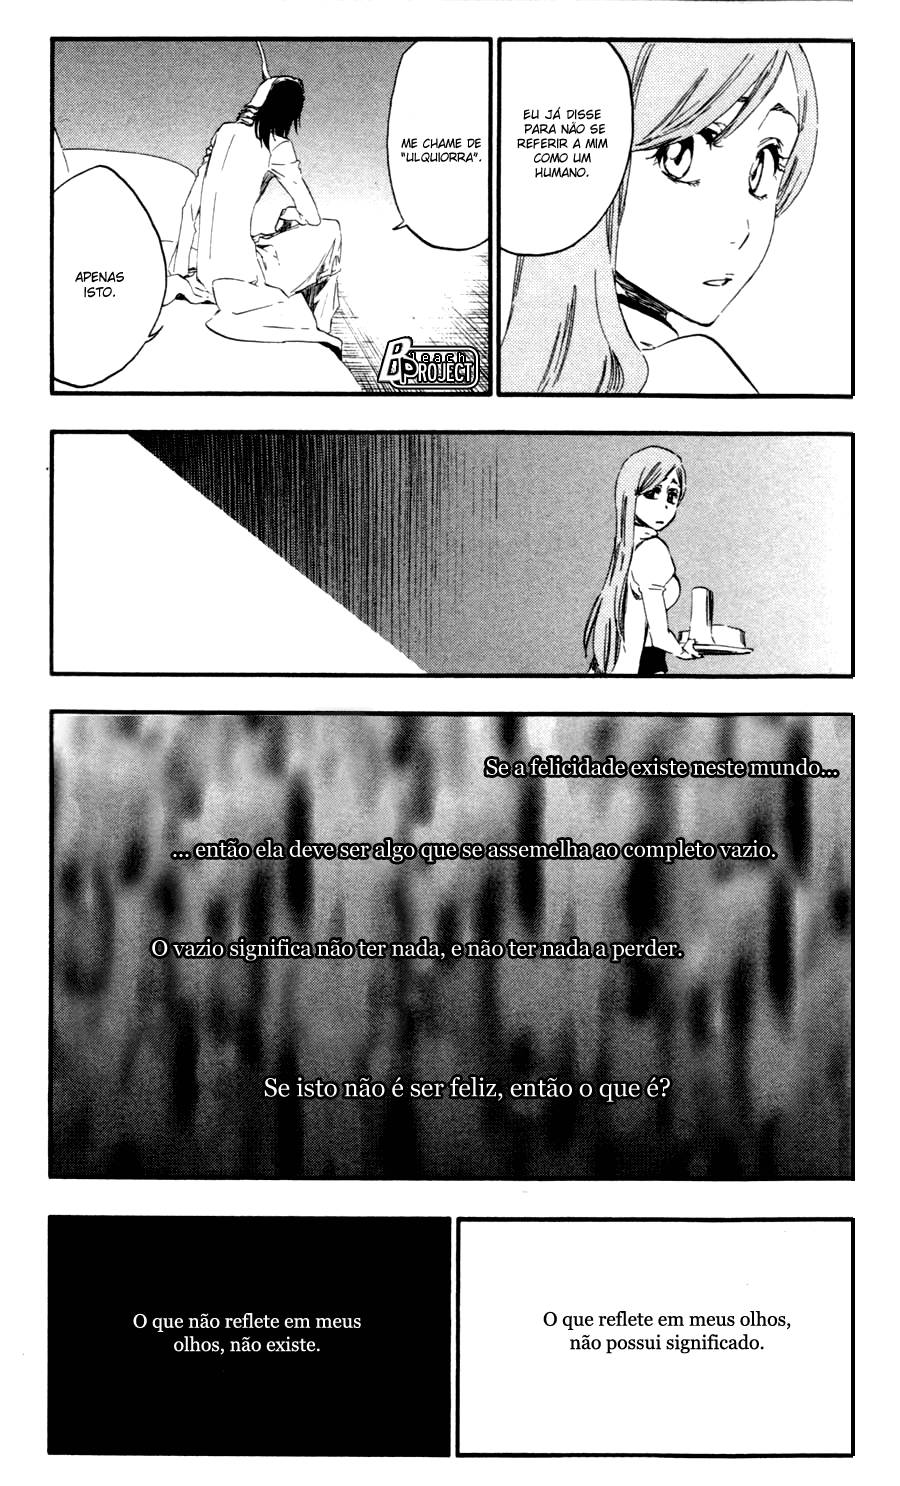 EU JÁ DISSE
PARA NÃO SE
REFERIR A MIM
COMO UM
HUMANO.
ME CHAME DE
"ULQUIORRA".
APENAS
ISTO.
Bleach
PROJECT
Se a felicidade existe neste mundo...
... então ela deve ser algo que se assemelha ao completo vazio.
O vazio significa não ter nada, e não ter nada a perder.
Se isto não é ser feliz, então o que é?
O que não reflete em meus
olhos, não existe.
O que reflete em meus olhos,
não possui significado.